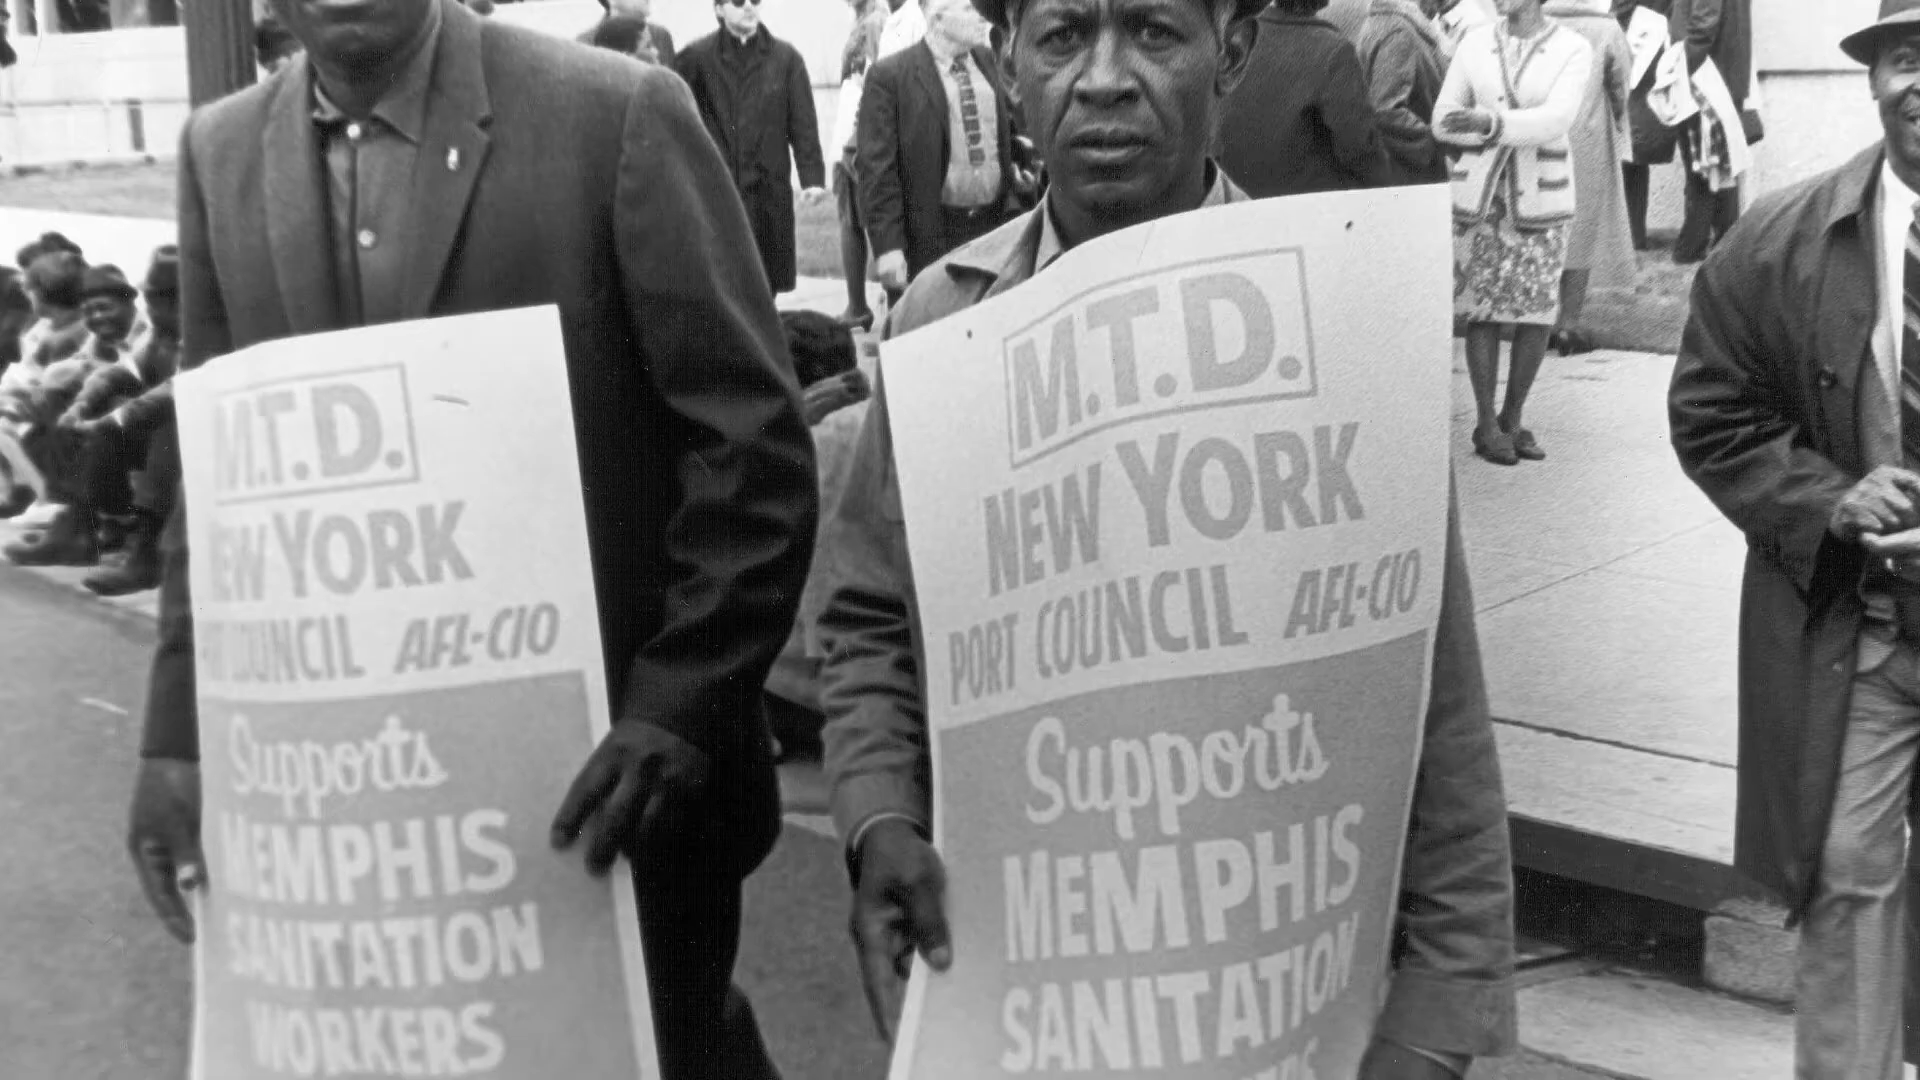 M.T.D.
NEW YORK
PORT COUNCIL AFL-CIO
Supports
MEMPHIS
SANITATION
WORKERS
M.T.D.
NEW YORK
PORT COUNCIL AFL-CIO
Supports
MEMPHIS
SANITATION